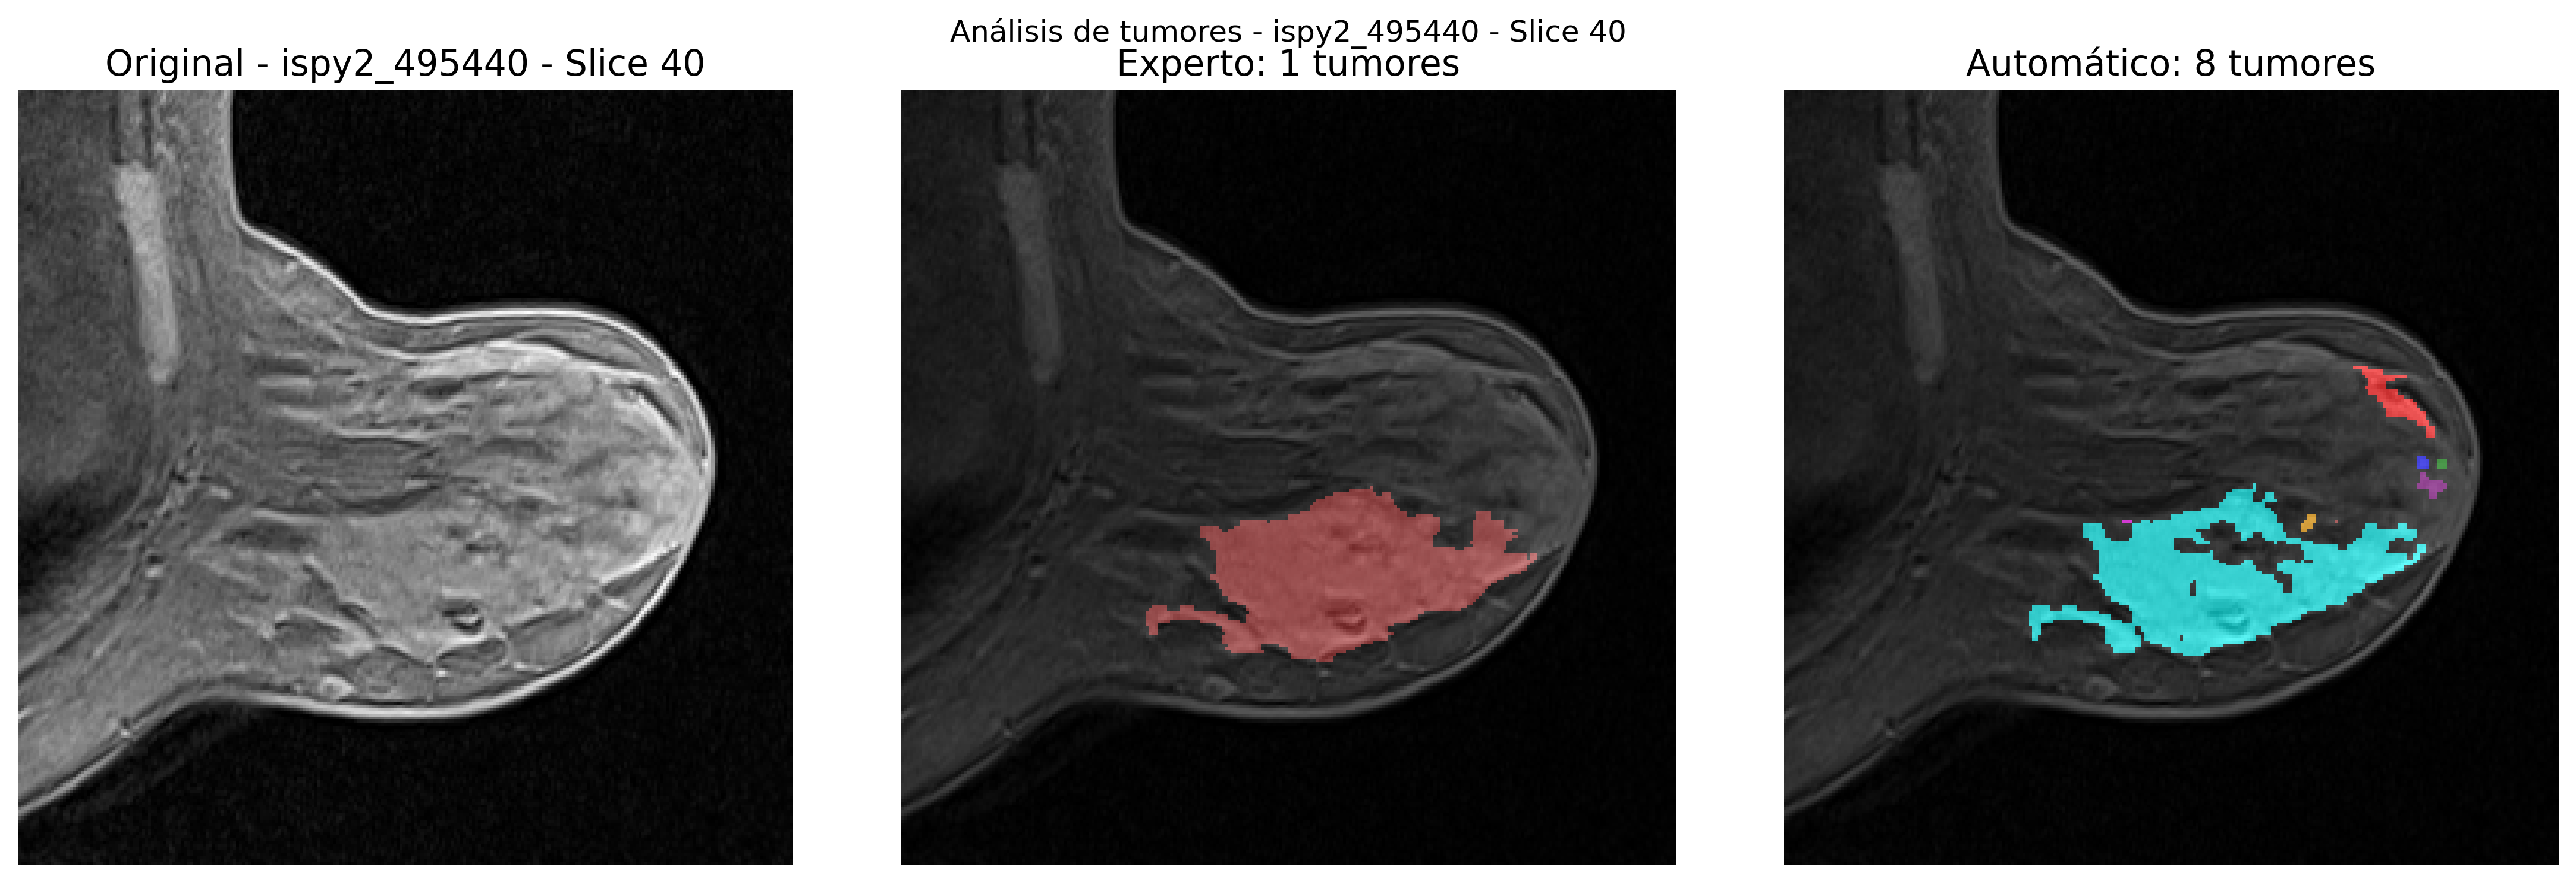 Análisis de tumores - ispy2_495440 - Slice 40
Original - ispy2_495440 - Slice 40
Experto: 1 tumores
Automático: 8 tumores